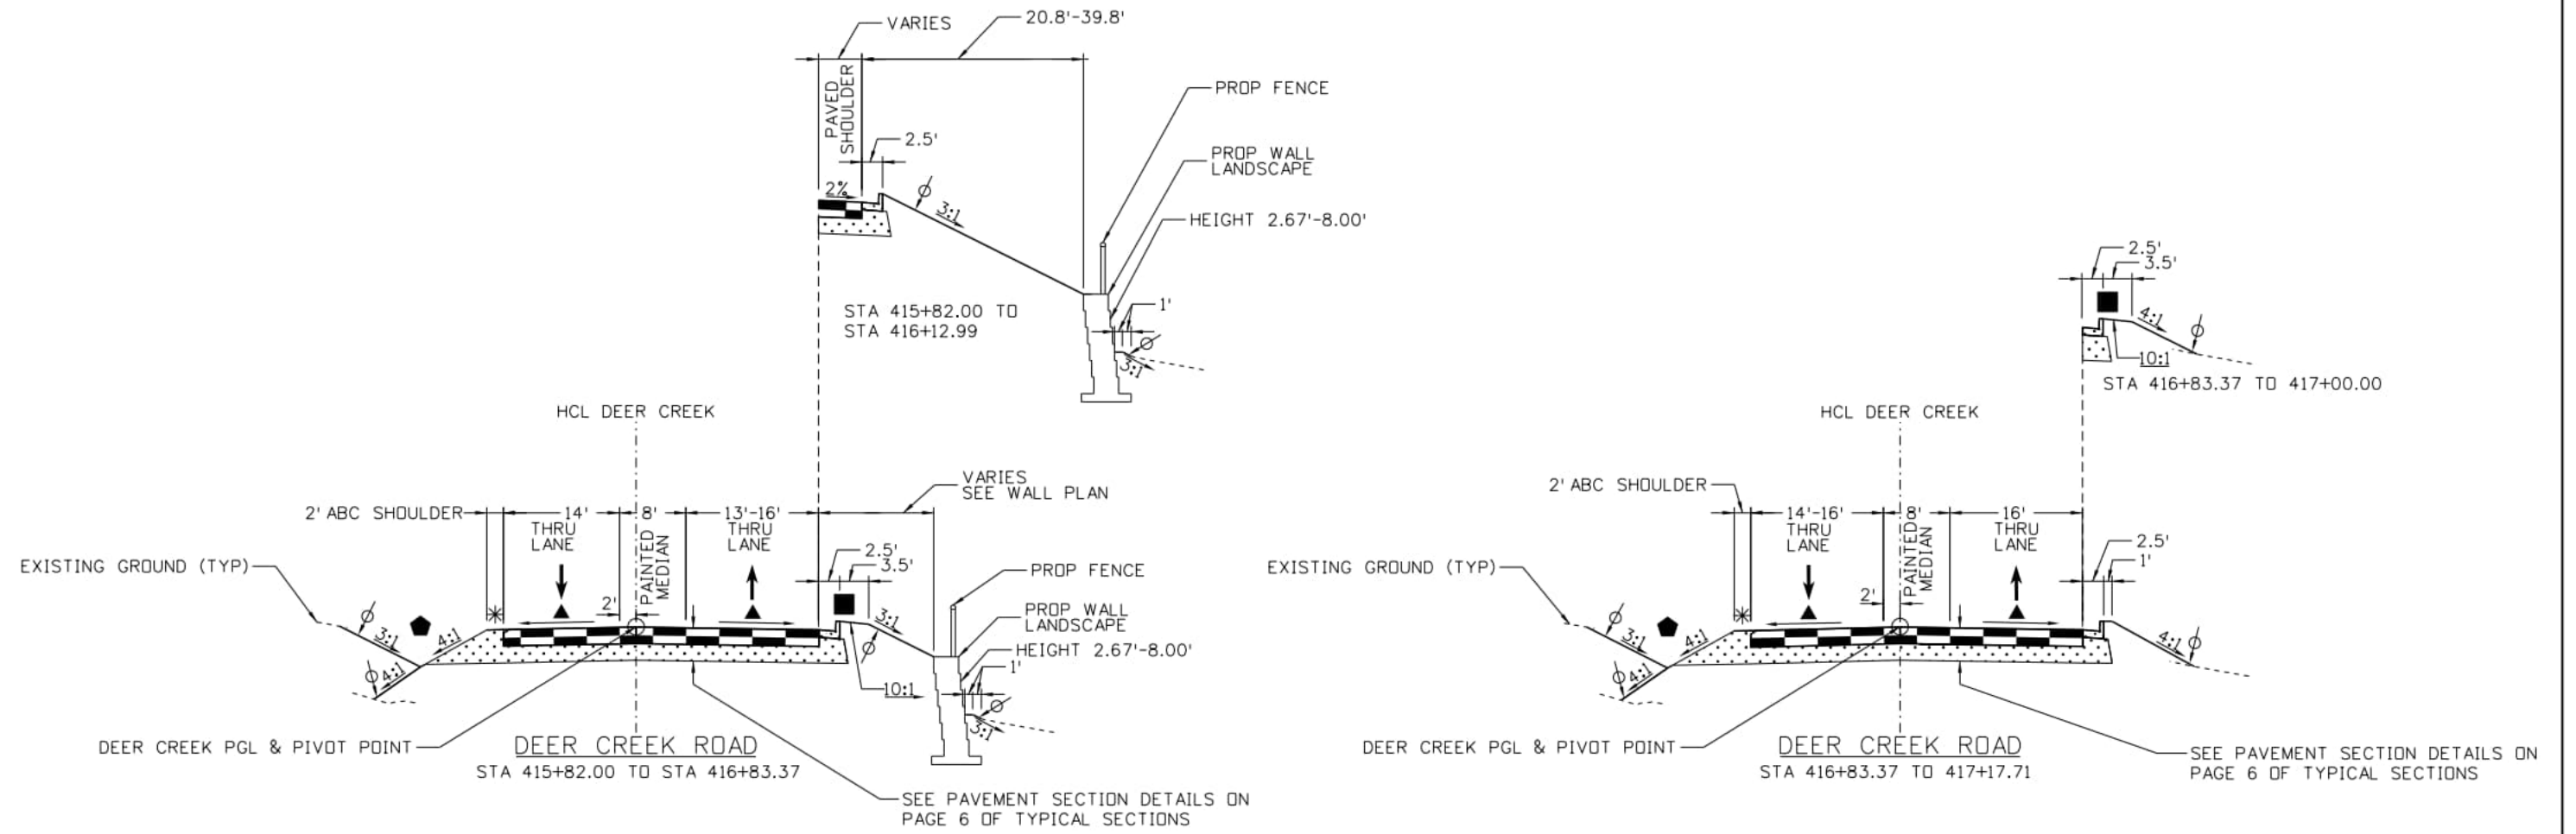 VARIES
20.8'-39.8'
PAVED
SHOULDER
2.5'
PROP FENCE
PROP WALL
LANDSCAPE
HEIGHT 2.67'-8.00'
2%
3:1
1'
3:1
STA 415+82.00 TO
STA 416+12.99
HCL DEER CREEK
VARIES
SEE WALL PLAN
2' ABC SHOULDER
14'
8'
13'-16'
THRU
LANE
PAINTED
MEDIAN
THRU
LANE
2.5'
3.5'
EXISTING GROUND (TYP)
PROP FENCE
2'
PROP WALL
LANDSCAPE
3:1
4:1
3:1
HEIGHT 2.67'-8.00'
4:1
1'
10:1
3:1
DEER CREEK PGL & PIVOT POINT
DEER CREEK ROAD
STA 415+82.00 TO STA 416+83.37
SEE PAVEMENT SECTION DETAILS ON
PAGE 6 OF TYPICAL SECTIONS
2.5'
3.5'
4:1
10:1
STA 416+83.37 TO 417+00.00
HCL DEER CREEK
2' ABC SHOULDER
14'-16'
8'
16'
THRU
LANE
PAINTED
MEDIAN
THRU
LANE
2.5'
1'
EXISTING GROUND (TYP)
2'
3:1
4:1
4:1
4:1
DEER CREEK PGL & PIVOT POINT
DEER CREEK ROAD
STA 416+83.37 TO 417+17.71
SEE PAVEMENT SECTION DETAILS ON
PAGE 6 OF TYPICAL SECTIONS